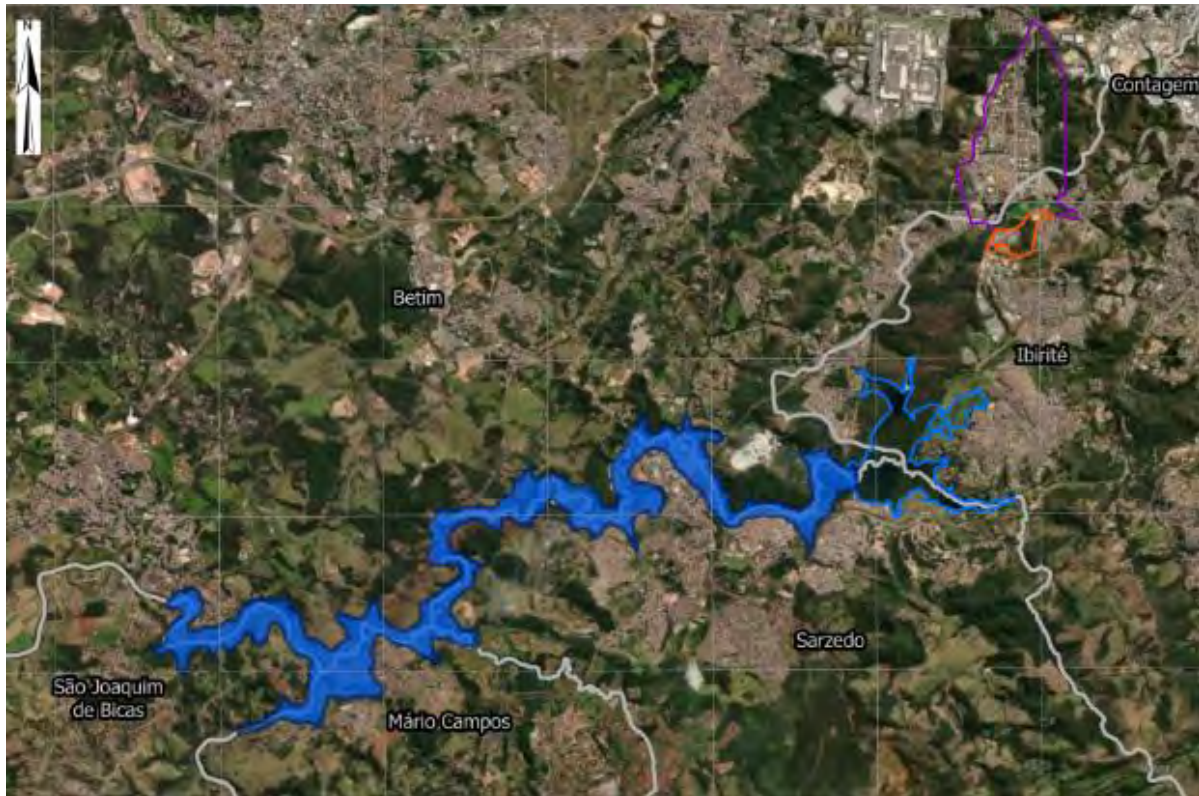 N
Contagem
Betim
Ibirité
Sarzedo
São Joaquim
de Bicas
Mário Campos